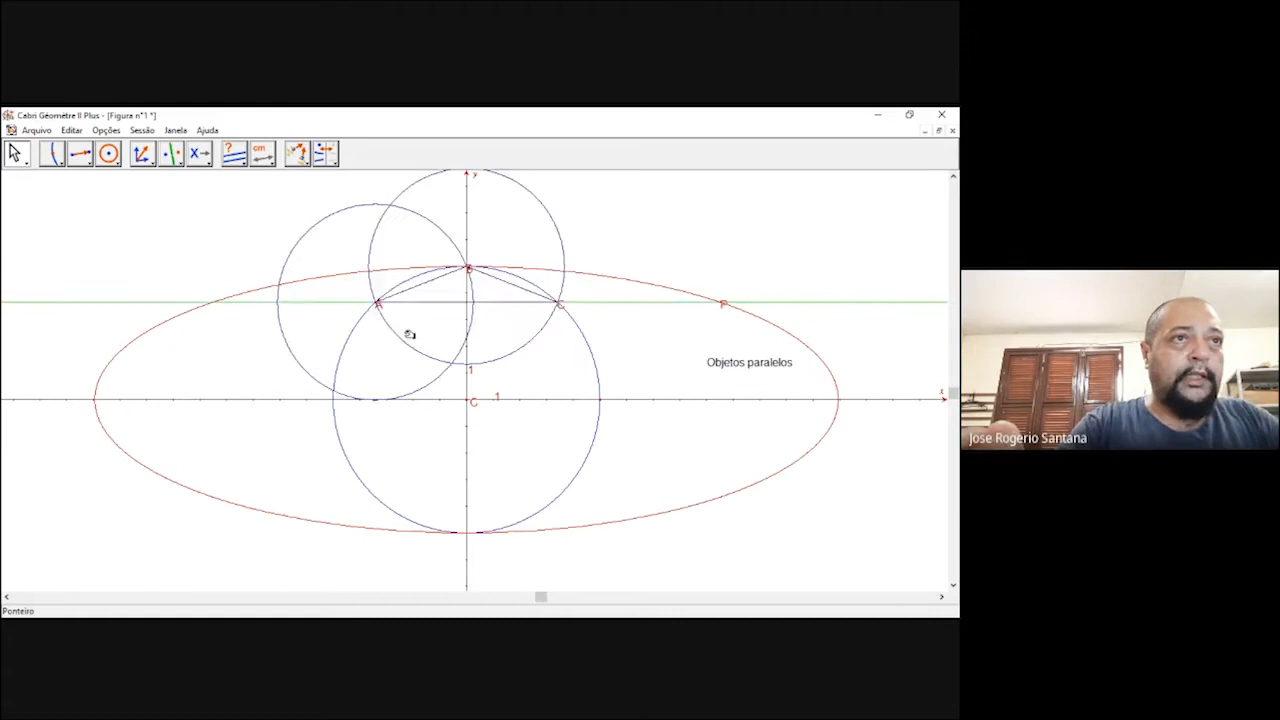 Cabri Géomètre II Plus - [Figura nº1 *]
Arquivo Editar Opções Sessão Janela Ajuda
? cm
X
y
B
A C P
Objetos paralelos
1
x
C 1
Jose Rogerio Santana
Ponteiro